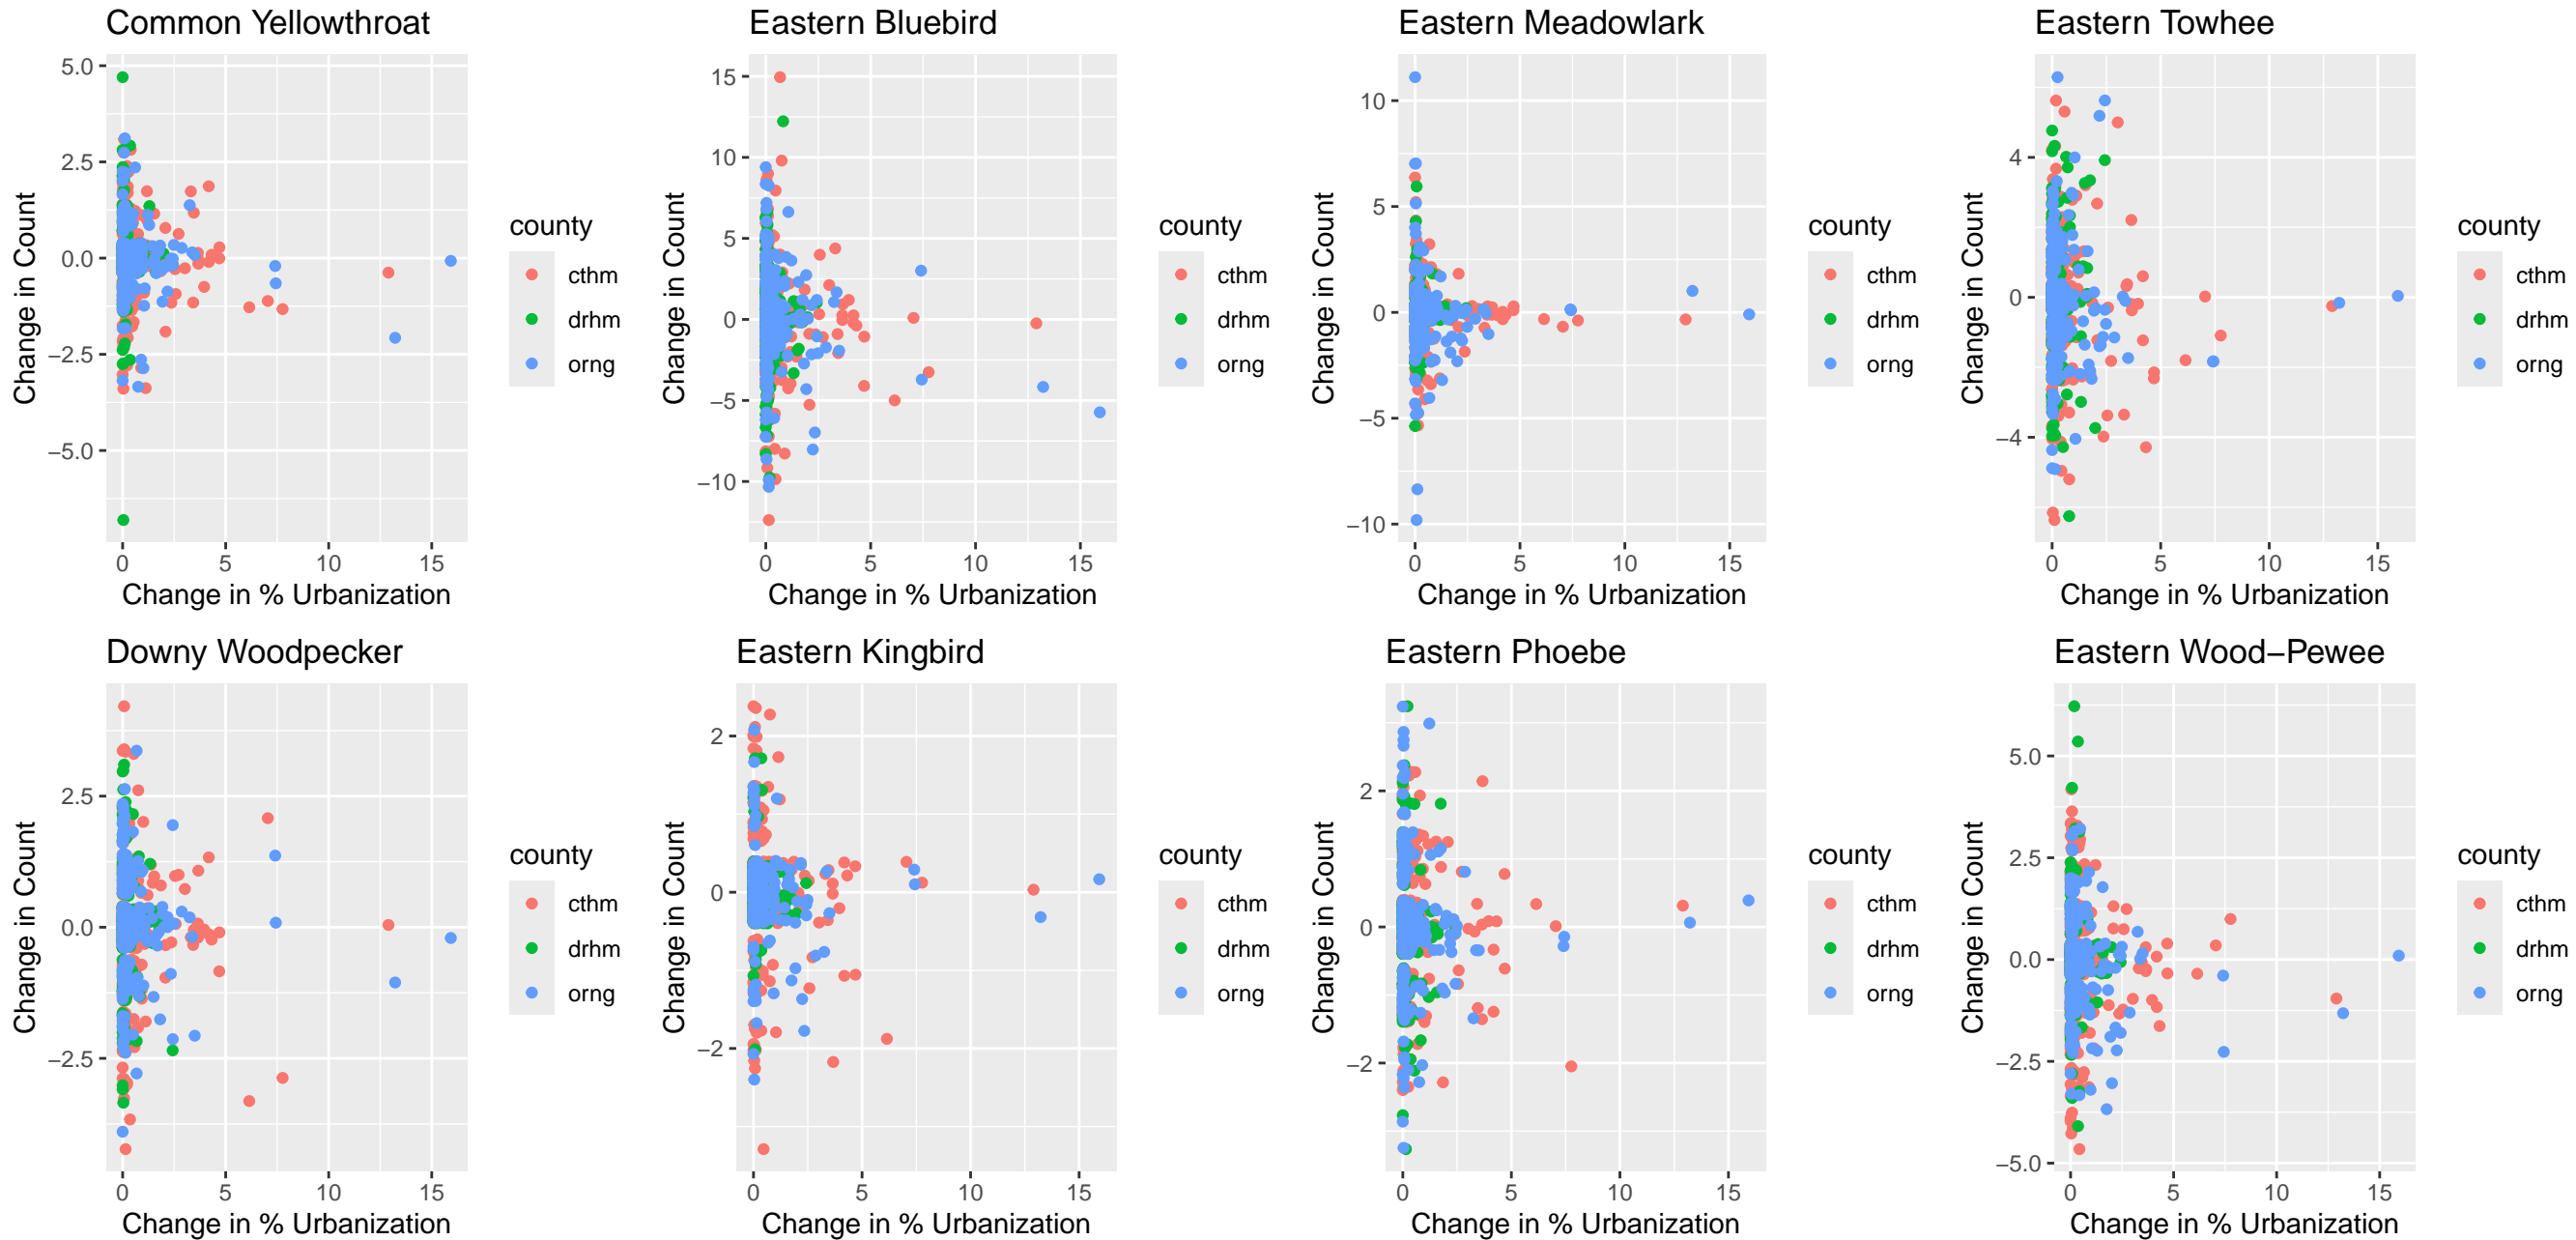 Common Yellowthroat
Change in Count
5.0
2.5
0.0
−2.5
−5.0
0 5 10 15
Change in % Urbanization
county
cthm
drhm
orng
Eastern Bluebird
Change in Count
15
10
5
0
−5
−10
0 5 10 15
Change in % Urbanization
county
cthm
drhm
orng
Eastern Meadowlark
Change in Count
10
5
0
−5
−10
0 5 10 15
Change in % Urbanization
county
cthm
drhm
orng
Eastern Towhee
Change in Count
4
0
−4
0 5 10 15
Change in % Urbanization
county
cthm
drhm
orng
Downy Woodpecker
Change in Count
2.5
0.0
−2.5
0 5 10 15
Change in % Urbanization
county
cthm
drhm
orng
Eastern Kingbird
Change in Count
2
0
−2
0 5 10 15
Change in % Urbanization
county
cthm
drhm
orng
Eastern Phoebe
Change in Count
2
0
−2
0 5 10 15
Change in % Urbanization
county
cthm
drhm
orng
Eastern Wood−Pewee
Change in Count
5.0
2.5
0.0
−2.5
−5.0
0 5 10 15
Change in % Urbanization
county
cthm
drhm
orng